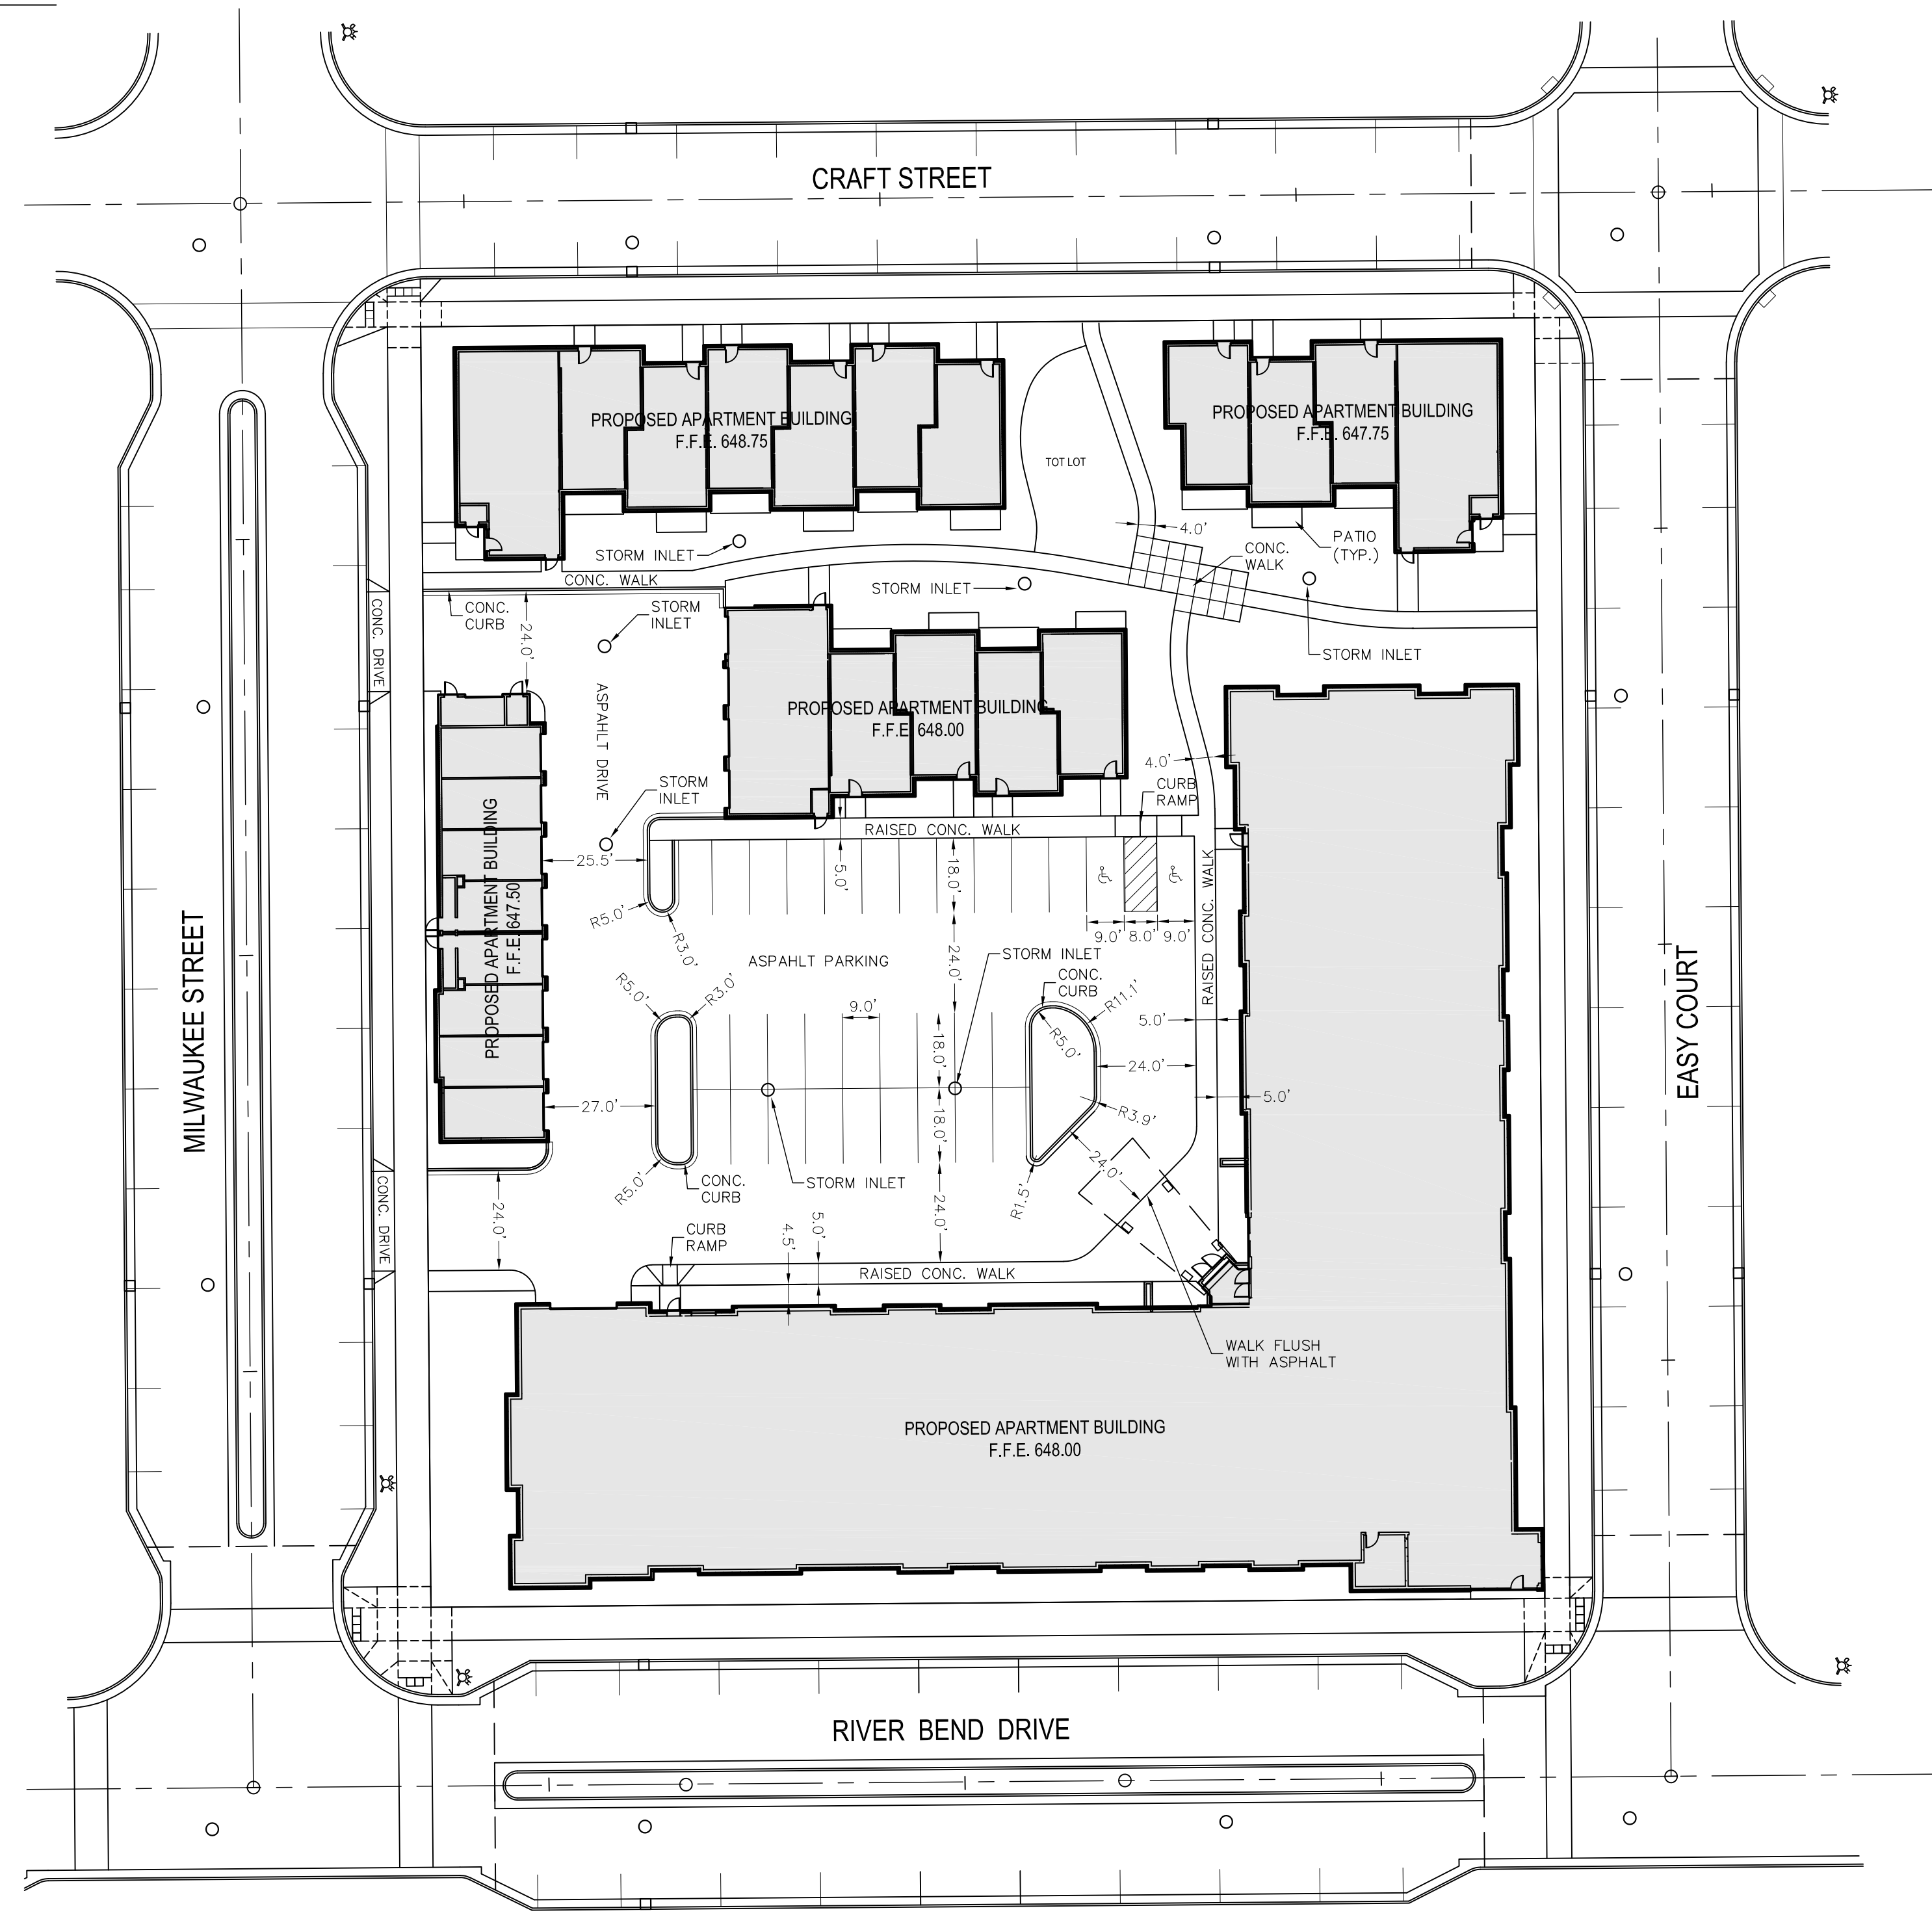 CRAFT STREET
PROPOSED APARTMENT BUILDING
F.F.E. 648.75
PROPOSED APARTMENT BUILDING
F.F.E. 647.75
TOT LOT
4.0'
PATIO
(TYP.)
CONC.
WALK
STORM INLET
CONC. WALK
STORM INLET
CONC.
CURB
STORM
INLET
24.0'
CONC. DRIVE
STORM INLET
ASPAHLT DRIVE
PROPOSED APARTMENT BUILDING
F.F.E. 648.00
4.0'
STORM
INLET
CURB
RAMP
RAISED CONC. WALK
25.5'
5.0'
18.0'
RAISED CONC. WALK
PROPOSED APARTMENT BUILDING
F.F.E. 647.50
R5.0'
R3.0'
9.0'
8.0'
9.0'
24.0'
ASPAHLT PARKING
STORM INLET
CONC.
CURB
R5.0'
R3.0'
R11.1'
9.0'
18.0'
R5.0'
5.0'
24.0'
MILWAUKEE STREET
EASY COURT
27.0'
18.0'
R3.9'
5.0'
24.0'
R5.0'
CONC.
CURB
STORM INLET
R1.5'
CONC. DRIVE
24.0'
CURB
RAMP
4.5'
5.0'
24.0'
RAISED CONC. WALK
WALK FLUSH
WITH ASPHALT
PROPOSED APARTMENT BUILDING
F.F.E. 648.00
RIVER BEND DRIVE